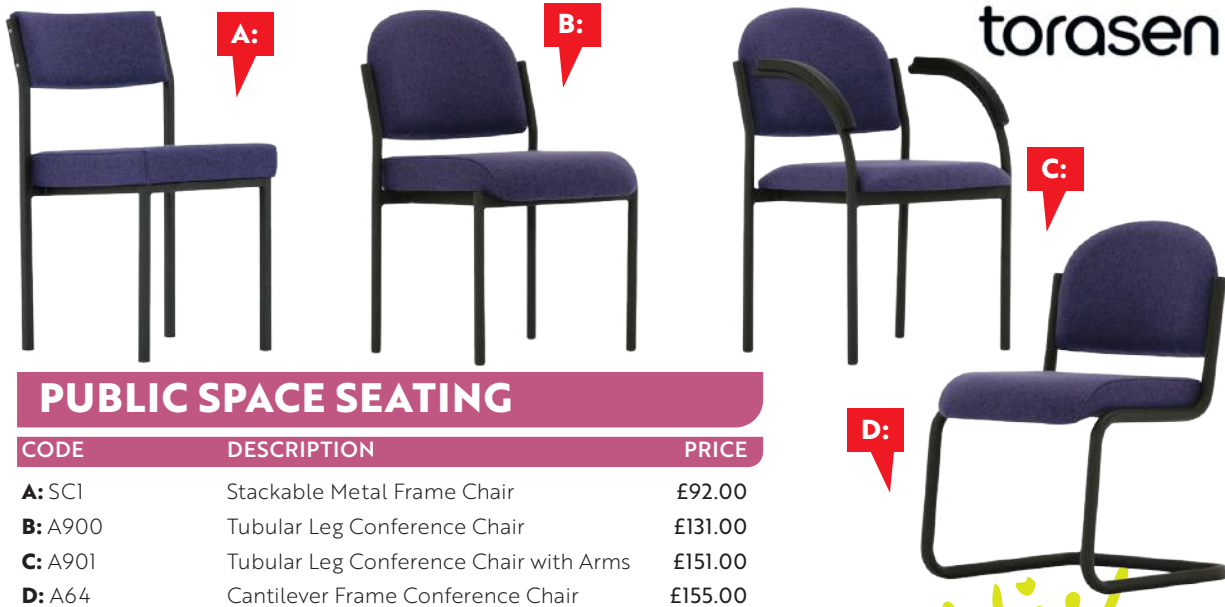 A:
B:
torasen
C:
D:
PUBLIC SPACE SEATING
CODE DESCRIPTION PRICE
A: SC1 Stackable Metal Frame Chair £92.00
B: A900 Tubular Leg Conference Chair £131.00
C: A901 Tubular Leg Conference Chair with Arms £151.00
D: A64 Cantilever Frame Conference Chair £155.00